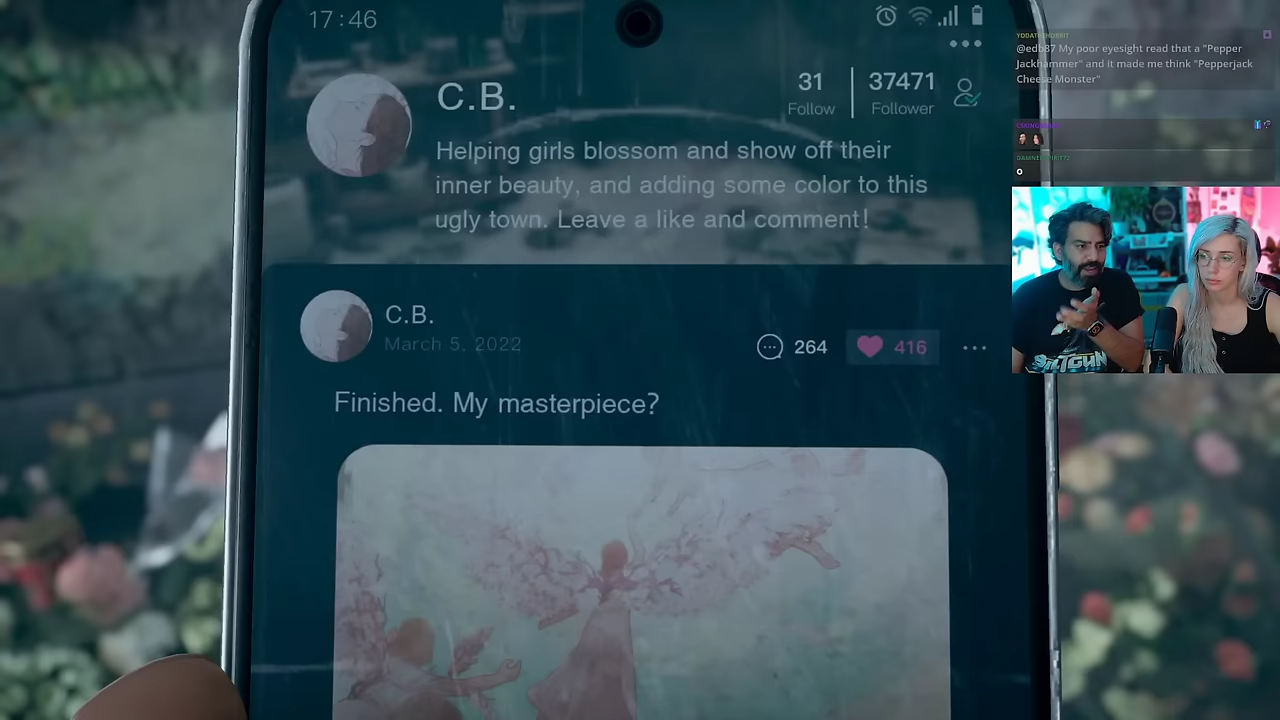 17:46
C.B.
31
Follow
37471
Follower
Helping girls blossom and show off their
inner beauty, and adding some color to this
ugly town. Leave a like and comment!
C.B.
March 5, 2022
264
416
Finished. My masterpiece?
@edb87 My poor eyesight read that a "Pepper
Jackhammer" and it made me think "Pepperjack
Cheese Monster"
o